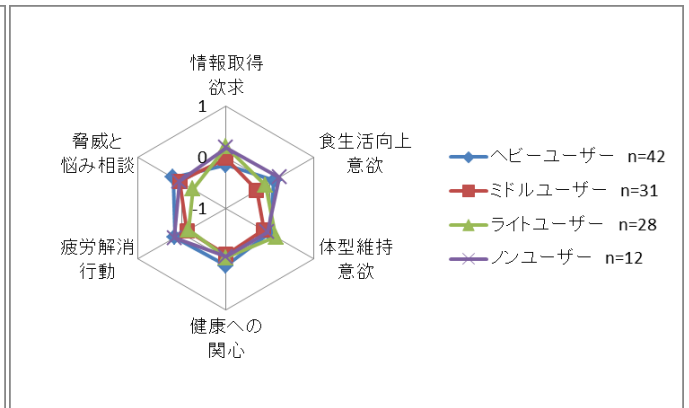 情報取得
欲求
1
0
-1
食生活向上
意欲
体型維持
意欲
健康への
関心
疲労解消
行動
脅威と
悩み相談
ヘビーユーザー n=42
ミドルユーザー n=31
ライトユーザー n=28
ノンユーザー n=12